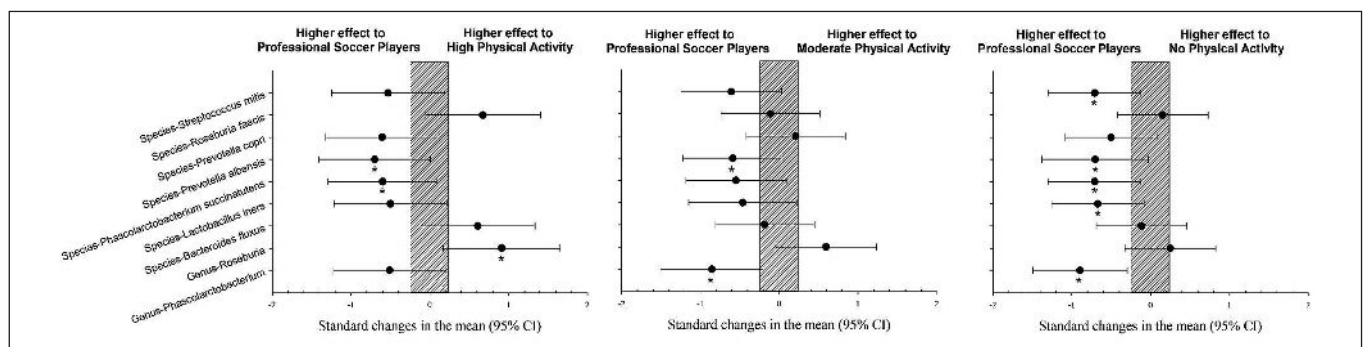 Higher effect to
Professional Soccer Players
Higher effect to
High Physical Activity
Higher effect to
Professional Soccer Players
Higher effect to
Moderate Physical Activity
Higher effect to
Professional Soccer Players
Higher effect to
No Physical Activity
Species-Streptococcus mitis
Species-Roseburia faecis
Species-Prevotella copri
Species-Prevotella albensis
Species-Phascolarctobacterium succinatutens
Species-Lactobacillus iners
Species-Bacteroides fluxus
Genus-Roseburia
Genus-Phascolarctobacterium
* * *
* *
* * * * *
-2 -1 0 1 2
-2 -1 0 1 2
-2 -1 0 1 2
Standard changes in the mean (95% CI)
Standard changes in the mean (95% CI)
Standard changes in the mean (95% CI)